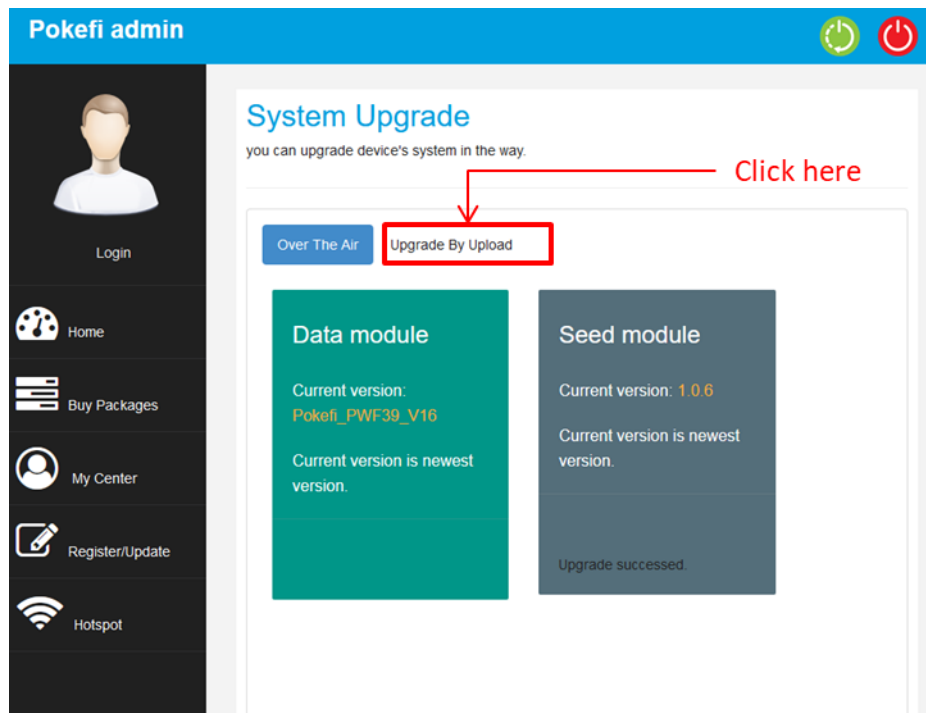 Pokefi admin
System Upgrade
you can upgrade device's system in the way.
Click here
Login
Over The Air
Upgrade By Upload
Home
Buy Packages
My Center
Register/Update
Hotspot
Data module
Current version:
Pokefi_PWF39_V16
Current version is newest
version.
Seed module
Current version: 1.0.6
Current version is newest
version.
Upgrade successed.